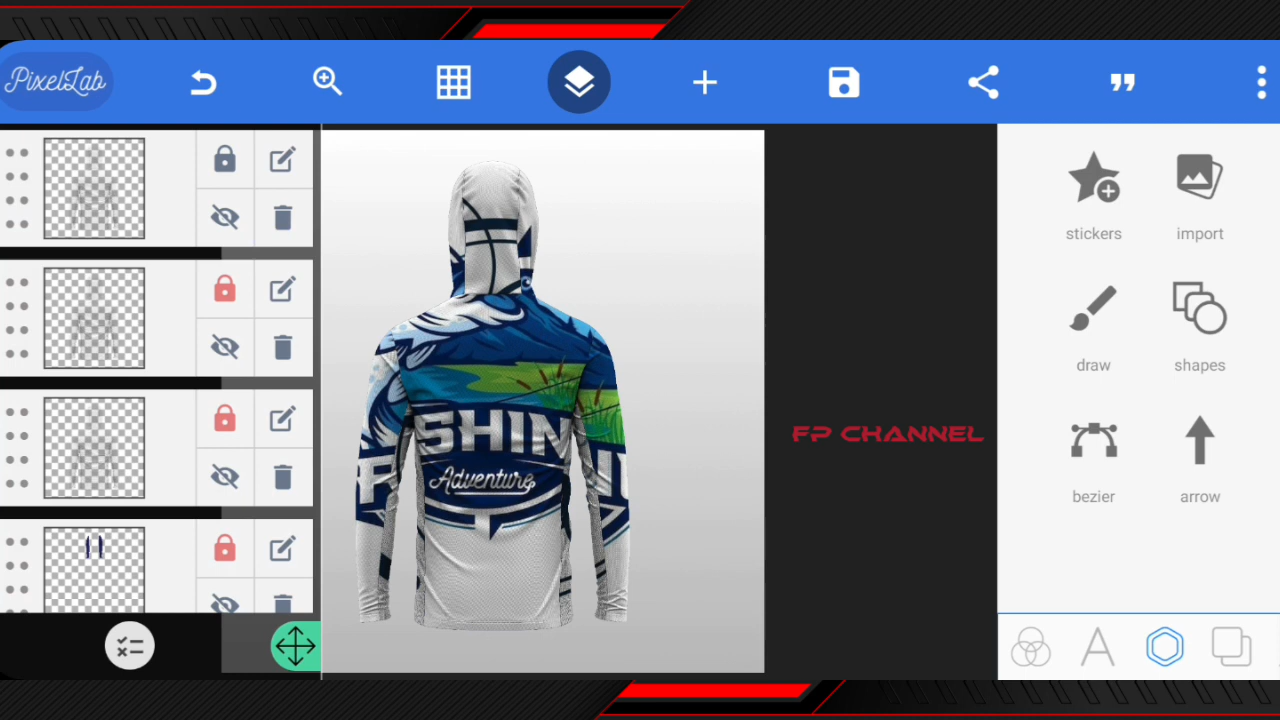 PixelLab
stickers
import
draw
shapes
FP CHANNEL
SHIN
Adventure
bezier
arrow